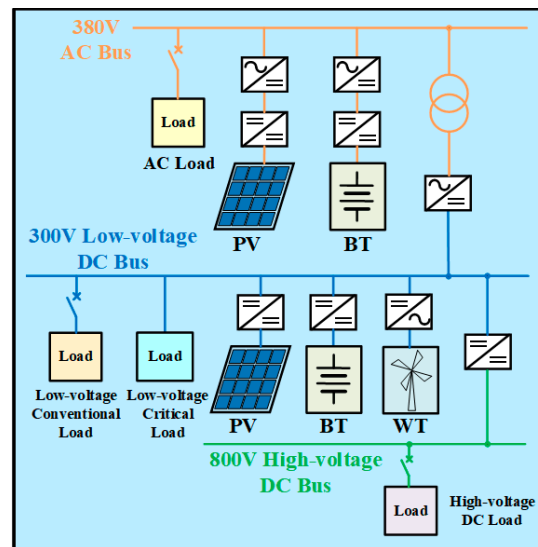 380V
AC Bus
Load
AC Load
PV
BT
300V Low-voltage
DC Bus
Load
Load
Low-voltage
Conventional
Load
Low-voltage
Critical
Load
PV
BT
WT
800V High-voltage
DC Bus
Load
High-voltage
DC Load